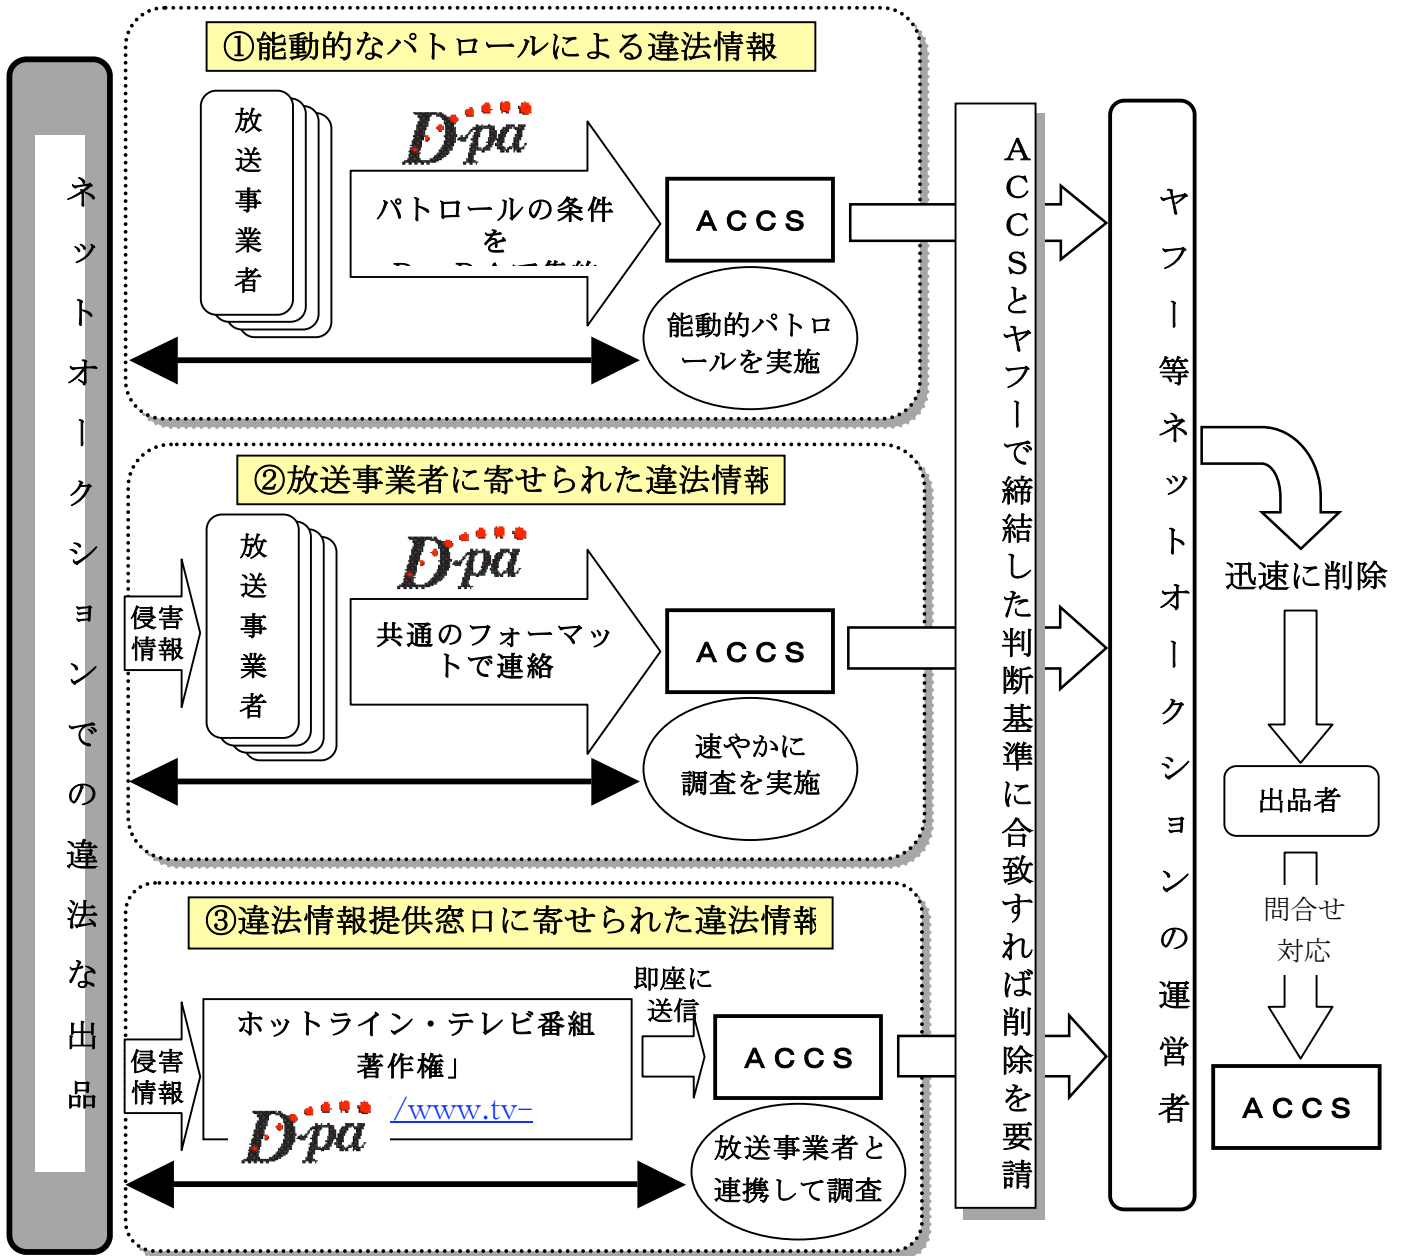 ネットオークションでの違法な出品
①能動的なパトロールによる違法情報
放送事業者
D-pa
パトロールの条件
を
ACCS
能動的パトロ
ールを実施
②放送事業者に寄せられた違法情報
侵害
情報
放送事業者
D-pa
共通のフォーマッ
トで連絡
ACCS
速やかに
調査を実施
③違法情報提供窓口に寄せられた違法情報
侵害
情報
ホットライン・テレビ番組
著作権」
/www.tv-
D-pa
即座に
送信
ACCS
放送事業者と
連携して調査
ACCSとヤフーで締結した判断基準に合致すれば削除を要請
ヤフー等ネットオークションの運営者
迅速に削除
出品者
問合せ
対応
ACCS